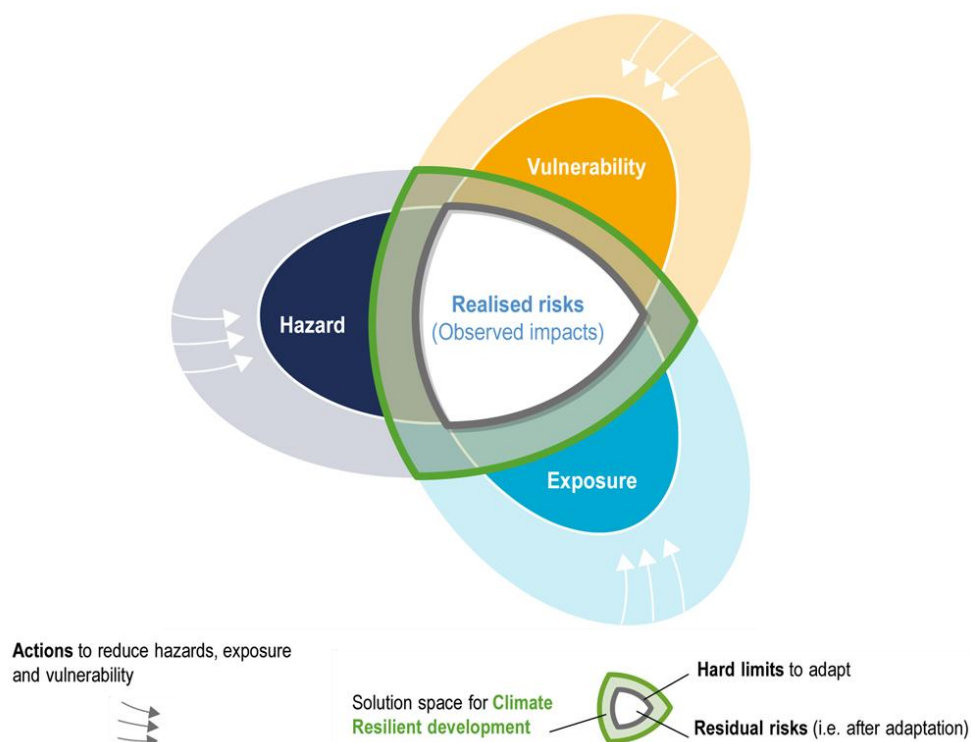 Vulnerability
Realised risks
(Observed impacts)
Hazard
Exposure
Actions to reduce hazards, exposure
and vulnerability
Hard limits to adapt
Solution space for Climate
Resilient development
Residual risks (i.e. after adaptation)